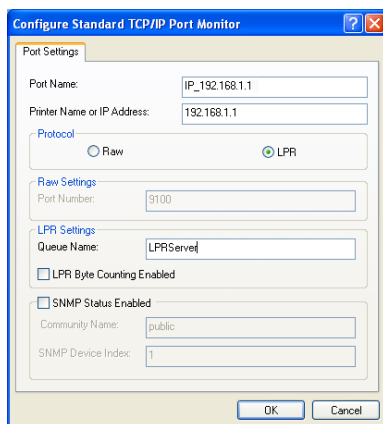 Configure Standard TCP/IP Port Monitor
Port Settings
Port Name: IP_192.168.1.1
Printer Name or IP Address: 192.168.1.1
Protocol
Raw LPR
Raw Settings
Port Number: 9100
LPR Settings
Queue Name: LPRServer
LPR Byte Counting Enabled
SNMP Status Enabled
Community Name: public
SNMP Device Index: 1
OK Cancel